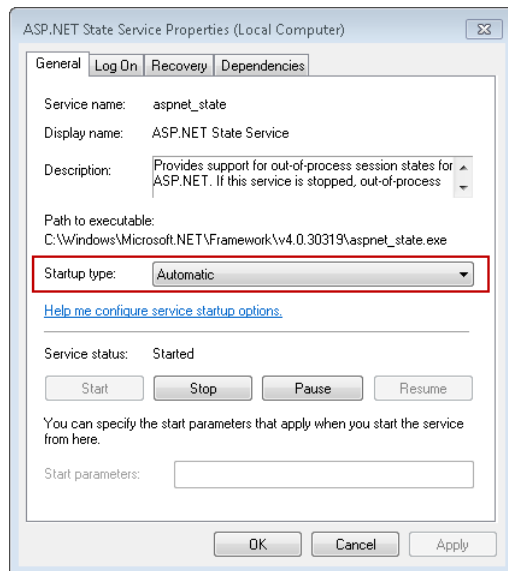 ASP.NET State Service Properties (Local Computer)
General Log On Recovery Dependencies
Service name: aspnet_state
Display name: ASP.NET State Service
Description: Provides support for out-of-process session states for
ASP.NET. If this service is stopped, out-of-process
Path to executable:
C:\Windows\Microsoft.NET\Framework\v4.0.30319\aspnet_state.exe
Startup type: Automatic
Help me configure service startup options.
Service status: Started
Start Stop Pause Resume
You can specify the start parameters that apply when you start the service
from here.
Start parameters:
OK Cancel Apply